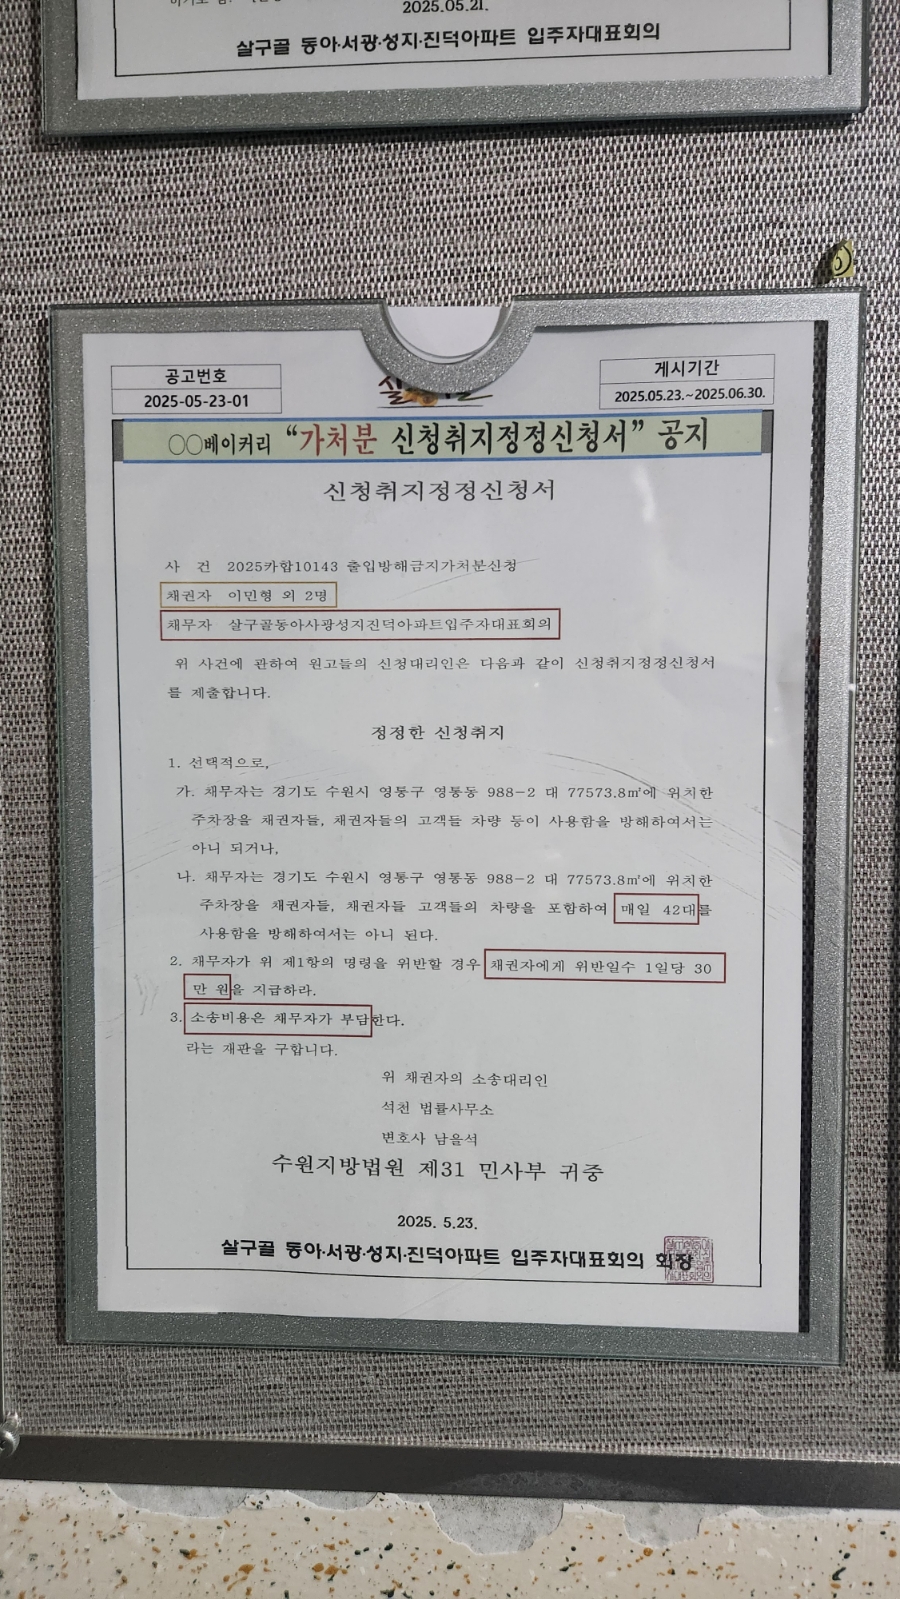 2025.05.21.
살구골 동아·서광·성지·진덕아파트 입주자대표회의
공고번호
2025-05-23-01
게시기간
2025.05.23.~2025.06.30.
○○베이커리 “가처분 신청취지정정신청서” 공지
신청취지정정신청서
사 건 2025카합10143 출입방해금지가처분신청
채권자 이민형 외 2명
채무자 살구골동아사광성지진덕아파트입주자대표회의
위 사건에 관하여 원고들의 신청대리인은 다음과 같이 신청취지정정신청서
를 제출합니다.
정정한 신청취지
1. 선택적으로,
가. 채무자는 경기도 수원시 영통구 영통동 988-2 대 77573.8㎡에 위치한
주차장을 채권자들, 채권자들의 고객들 차량 등이 사용함을 방해하여서는
아니 되거나,
나. 채무자는 경기도 수원시 영통구 영통동 988-2 대 77573.8㎡에 위치한
주차장을 채권자들, 채권자들 고객들의 차량을 포함하여 매일 42대를
사용함을 방해하여서는 아니 된다.
2. 채무자가 위 제1항의 명령을 위반할 경우 채권자에게 위반일수 1일당 30
만 원을 지급하라.
3. 소송비용은 채무자가 부담한다.
라는 재판을 구합니다.
위 채권자의 소송대리인
석천 법률사무소
변호사 남을석
수원지방법원 제31 민사부 귀중
2025. 5.23.
살구골 동아·서광·성지·진덕아파트 입주자대표회의 회장